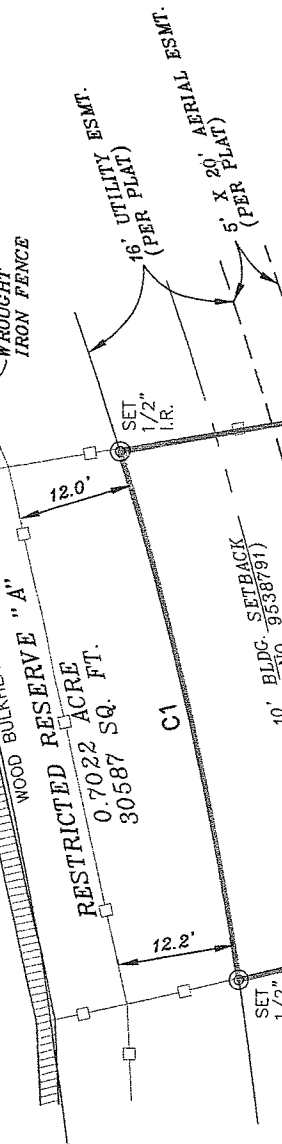 WROUGHT
IRON FENCE
16' UTILITY ESMT.
(PER PLAT)
5' X 20' AERIAL ESMT.
(PER PLAT)
SET
1/2"
I.R.
12.0'
WOOD
RESTRICTED RESERVE "A"
0.7022 ACRE
30587 SQ. FT.
C1
10' BLDG. SETBACK
9538791)
12.2'
SET
1/2"